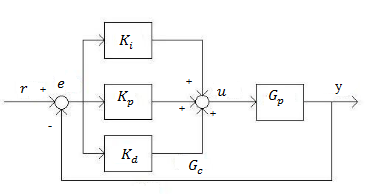 K_i
r + e K_p + + u G_p y
- K_d +
G_c